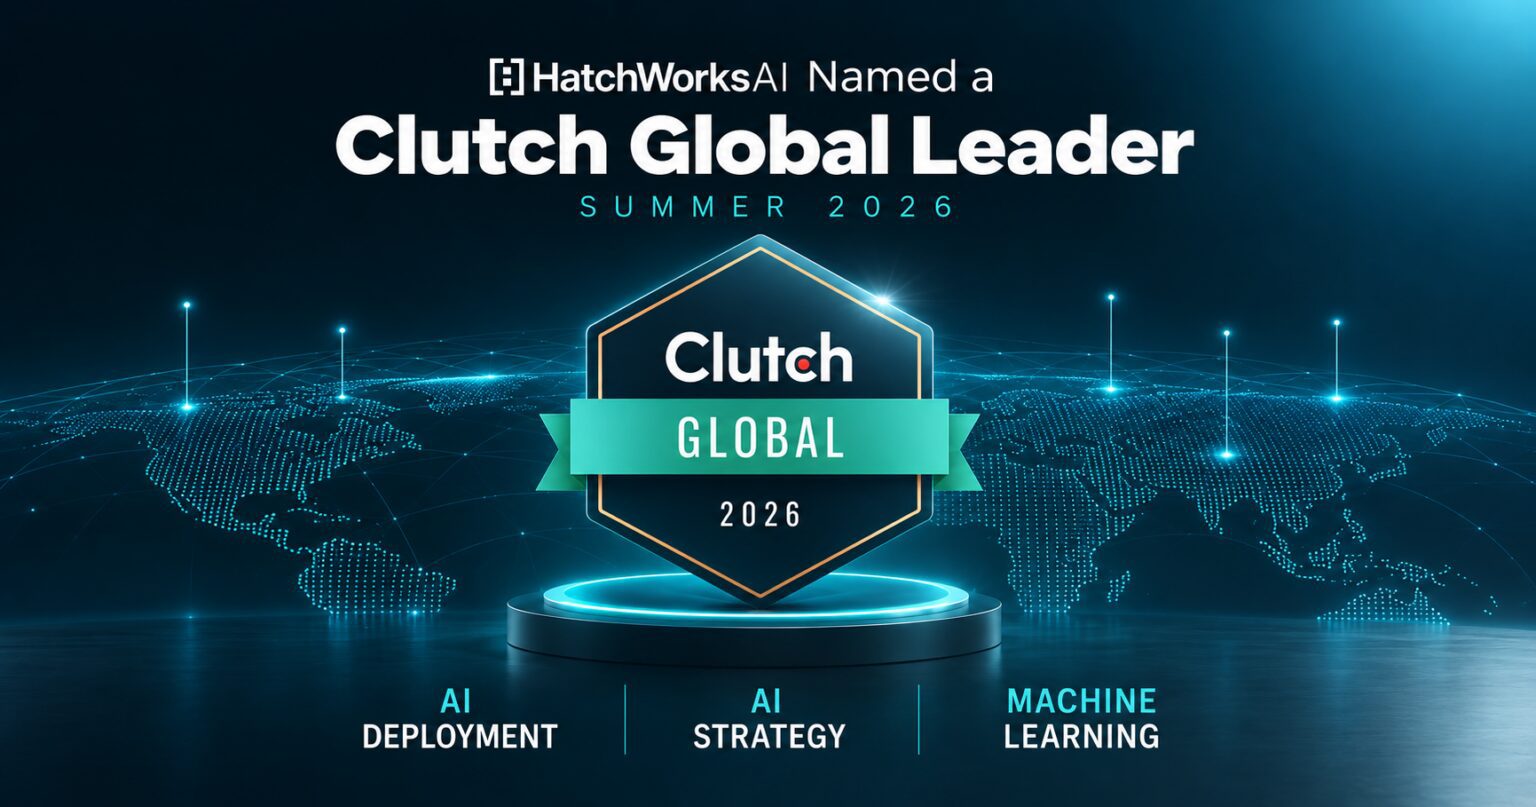 HatchWorksAI Named a
Clutch Global Leader
SUMMER 2026
Clutch
GLOBAL
2026
AI
DEPLOYMENT
AI
STRATEGY
MACHINE
LEARNING